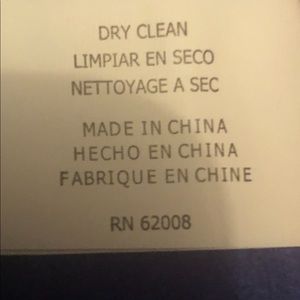 DRY CLEAN
LIMPIAR EN SECO
NETTOYAGE A SEC
MADE IN CHINA
HECHO EN CHINA
FABRIQUE EN CHINE
RN 62008